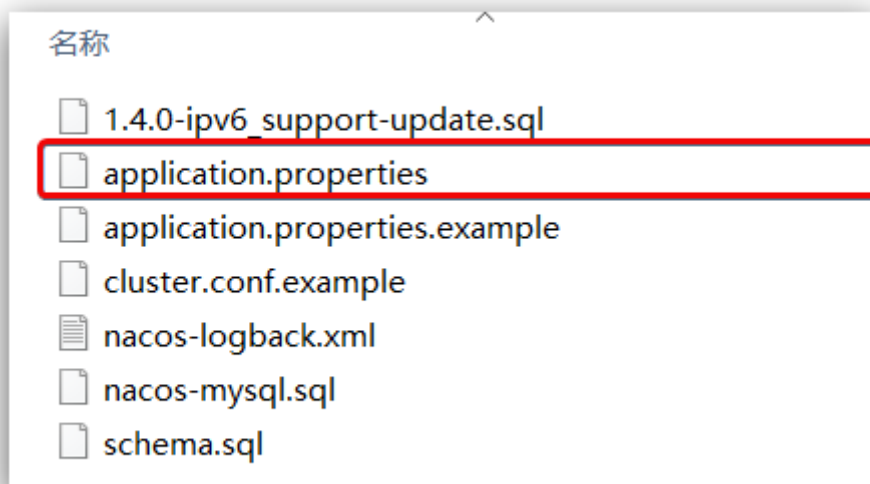 名称
1.4.0-ipv6_support-update.sql
application.properties
application.properties.example
cluster.conf.example
nacos-logback.xml
nacos-mysql.sql
schema.sql